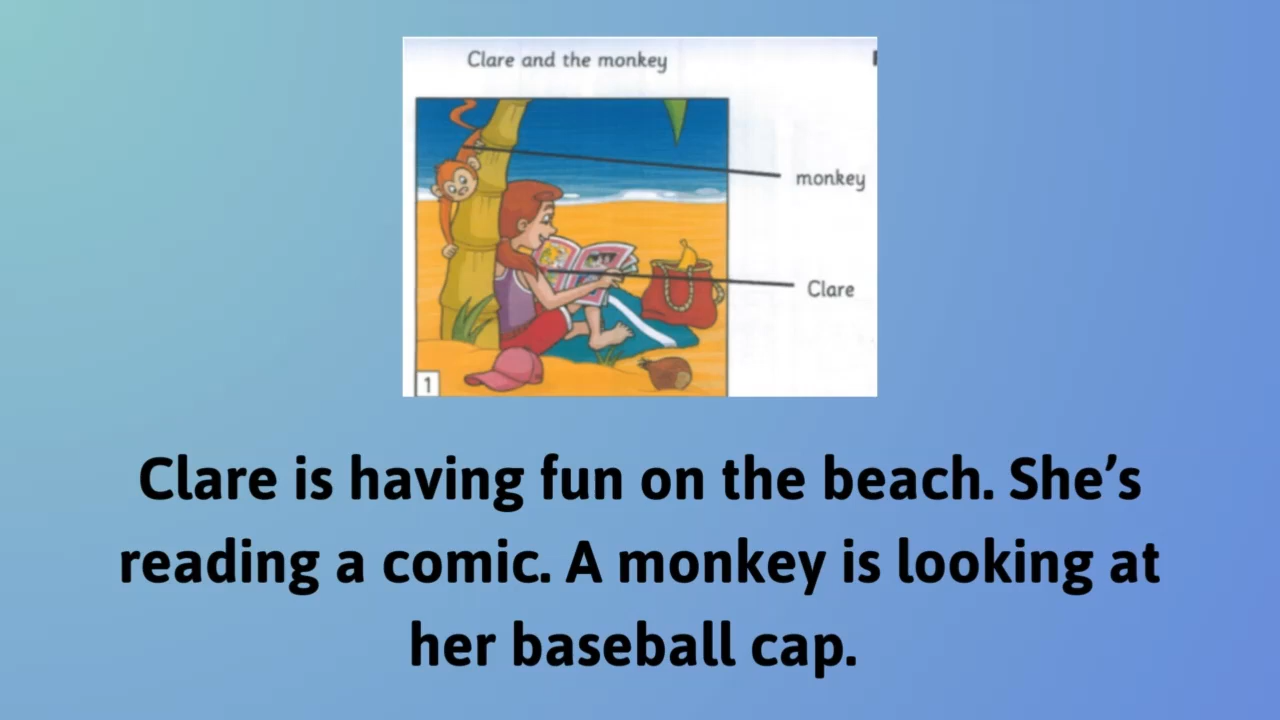 Clare and the monkey
monkey
Clare
1
Clare is having fun on the beach. She’s
reading a comic. A monkey is looking at
her baseball cap.